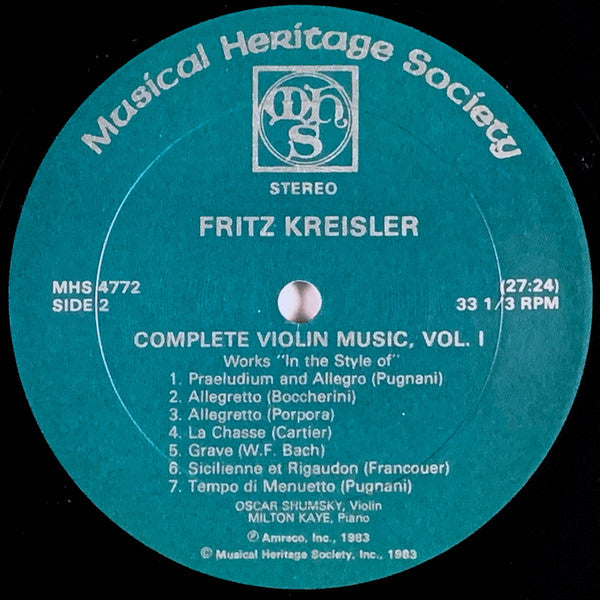 Musical Heritage Society
mhs
STEREO
FRITZ KREISLER
MHS 4772
SIDE 2
(27:24)
33 1/3 RPM
COMPLETE VIOLIN MUSIC, VOL. I
Works "In the Style of"
1. Praeludium and Allegro (Pugnani)
2. Allegretto (Boccherini)
3. Allegretto (Porpora)
4. La Chasse (Cartier)
5. Grave (W.F. Bach)
6. Sicilienne et Rigaudon (Francouer)
7. Tempo di Menuetto (Pugnani)
OSCAR SHUMSKY, Violin
MILTON KAYE, Piano
Ⓟ Amreco, Inc., 1983
© Musical Heritage Society, Inc., 1983